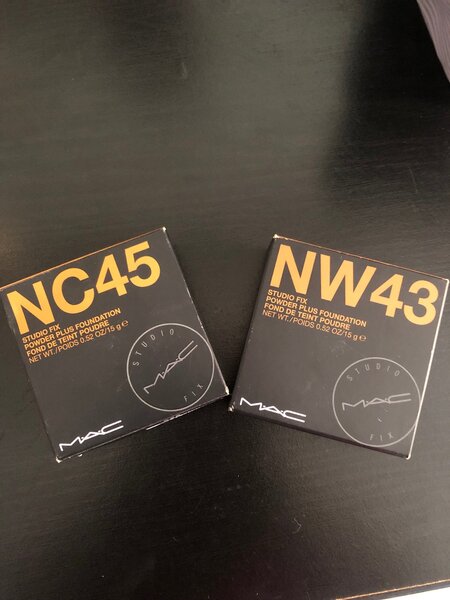 NC45
STUDIO FIX
POWDER PLUS FOUNDATION
FOND DE TEINT POUDRE
NET WT./POIDS 0.52 OZ/15 g ℮
STUDIO
MAC
FIX
MAC
NW43
STUDIO FIX
POWDER PLUS FOUNDATION
FOND DE TEINT POUDRE
NET WT./POIDS 0.52 OZ/15 g ℮
STUDIO
MAC
FIX
MAC